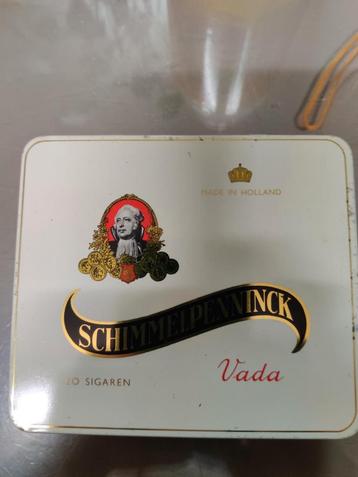 MADE IN HOLLAND
SCHIMMELPENNINCK
Vada
20 SIGAREN